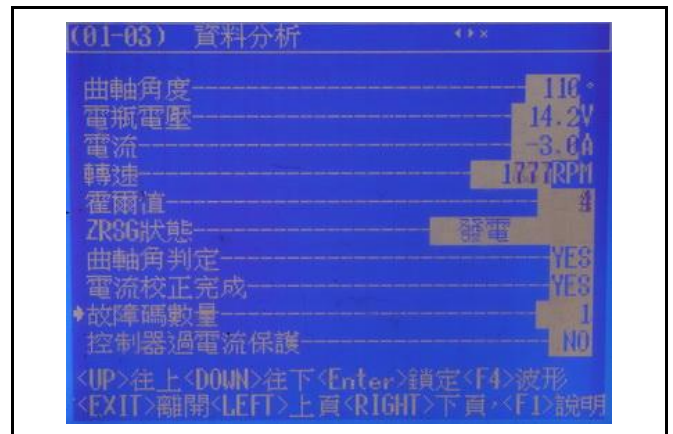 (01-03) 資料分析
曲軸角度 110°
電瓶電壓 14.2V
電流 -3.0A
轉速 1777RPM
霍爾值 4
ZRSG狀態 發電
曲軸角判定 YES
電流校正完成 YES
故障碼數量 1
控制器過電流保護 NO
<UP>往上<DOWN>往下<Enter>鎖定<F4>波形
<EXIT>離開<LEFT>上頁<RIGHT>下頁,<F1>說明